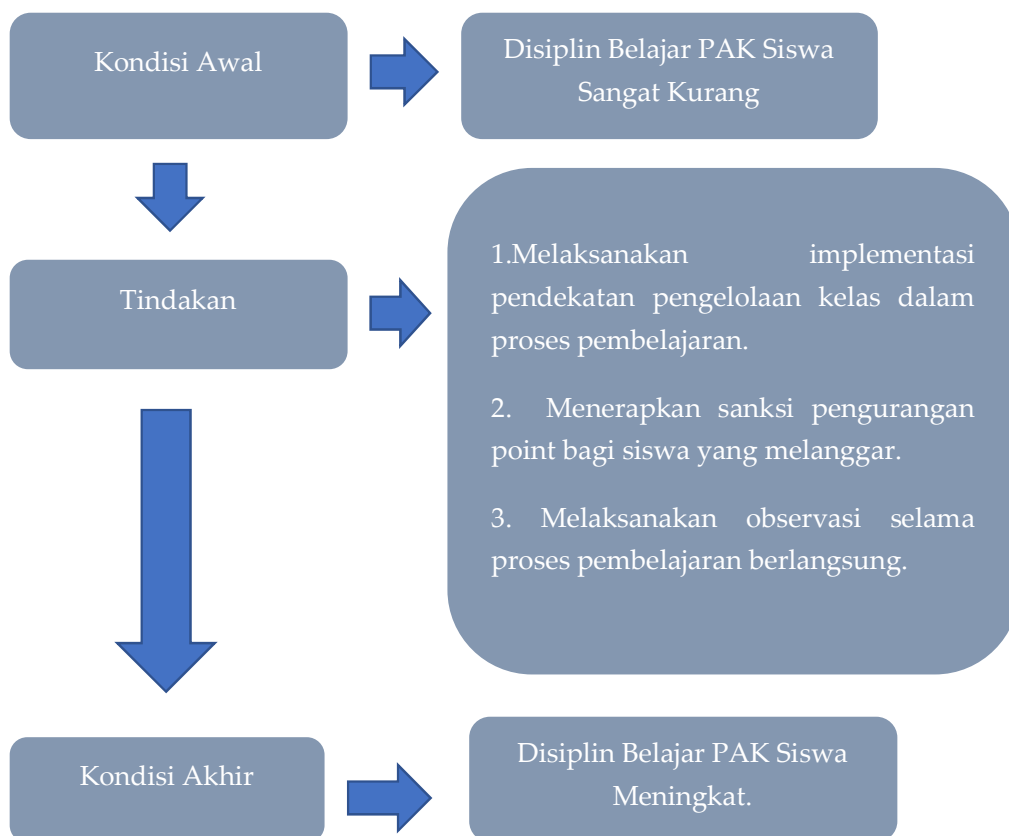 Kondisi Awal
Disiplin Belajar PAK Siswa
Sangat Kurang
Tindakan
1.Melaksanakan implementasi
pendekatan pengelolaan kelas dalam
proses pembelajaran.
2. Menerapkan sanksi pengurangan
point bagi siswa yang melanggar.
3. Melaksanakan observasi selama
proses pembelajaran berlangsung.
Kondisi Akhir
Disiplin Belajar PAK Siswa
Meningkat.